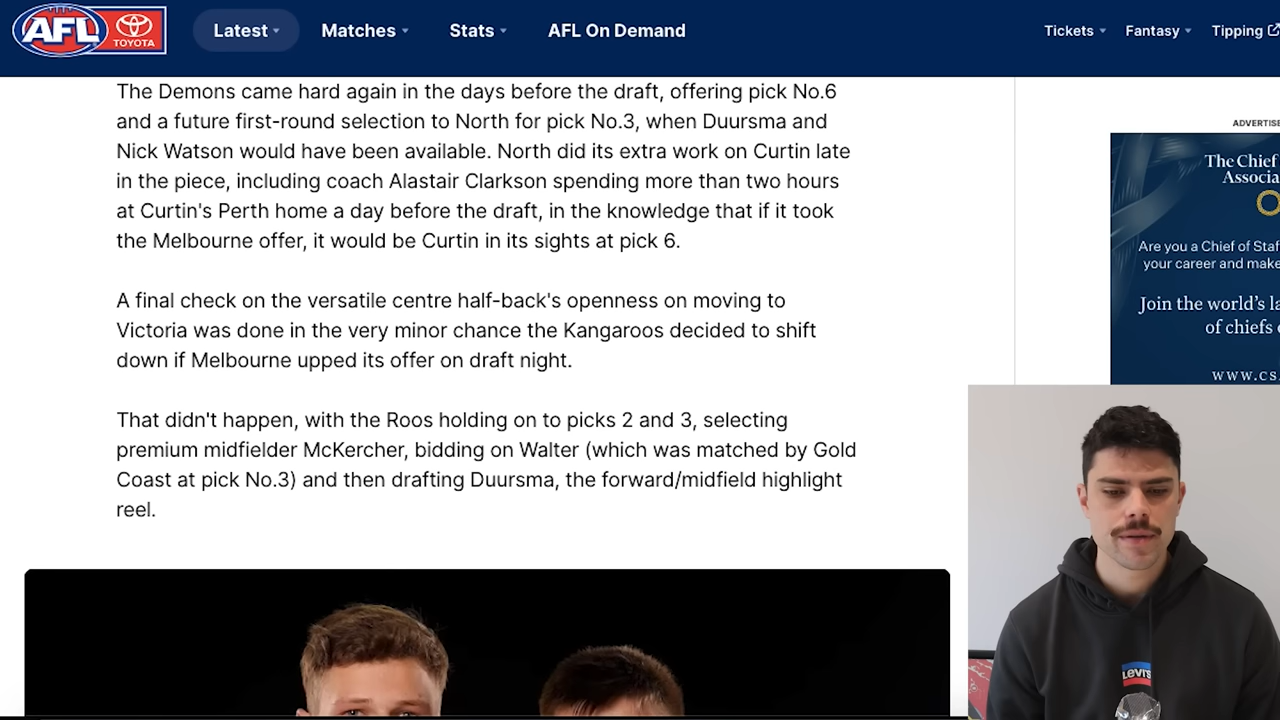 AFL
TOYOTA
Latest
Matches
Stats
AFL On Demand
Tickets
Fantasy
Tipping
The Demons came hard again in the days before the draft, offering pick No.6
and a future first-round selection to North for pick No.3, when Duursma and
Nick Watson would have been available. North did its extra work on Curtin late
in the piece, including coach Alastair Clarkson spending more than two hours
at Curtin's Perth home a day before the draft, in the knowledge that if it took
the Melbourne offer, it would be Curtin in its sights at pick 6.
A final check on the versatile centre half-back's openness on moving to
Victoria was done in the very minor chance the Kangaroos decided to shift
down if Melbourne upped its offer on draft night.
That didn't happen, with the Roos holding on to picks 2 and 3, selecting
premium midfielder McKercher, bidding on Walter (which was matched by Gold
Coast at pick No.3) and then drafting Duursma, the forward/midfield highlight
reel.
ADVERTISE
The Chief
Associa
Are you a Chief of Staf
your career and make
Join the world's la
of chiefs
www.cs
Levi's